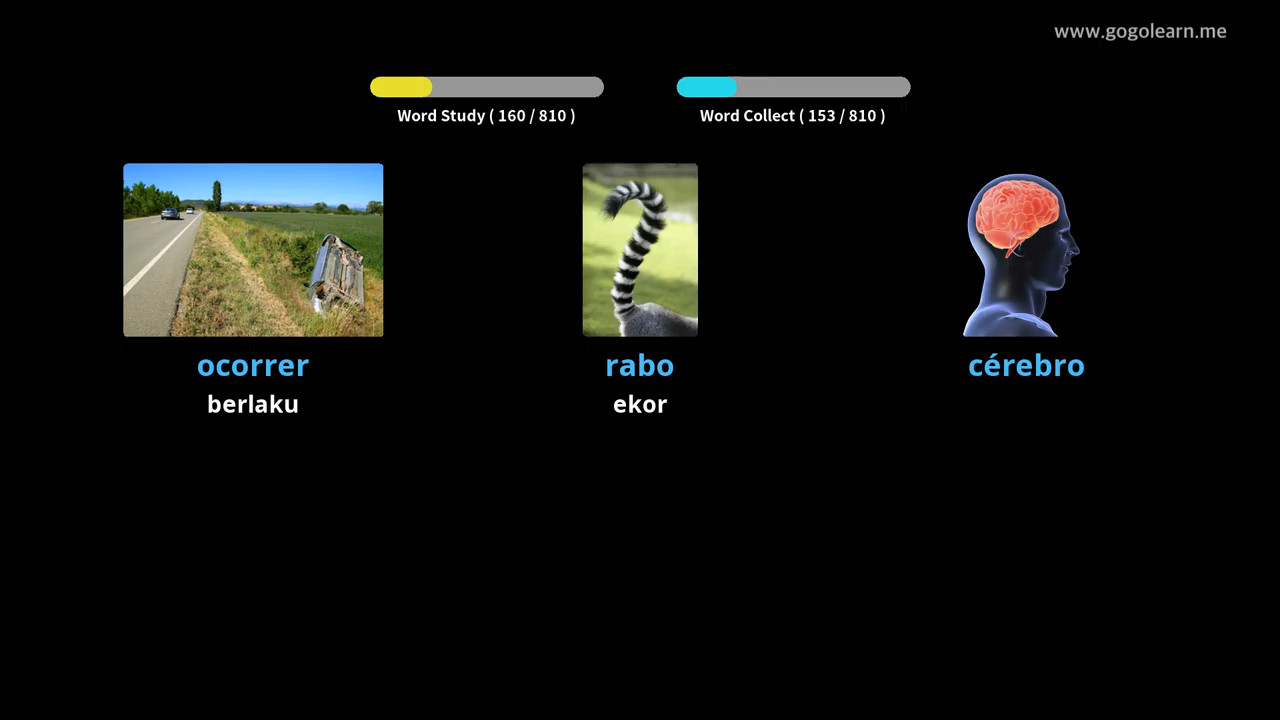 www.gogolearn.me
Word Study ( 160 / 810 )
Word Collect ( 153 / 810 )
ocorrer
berlaku
rabo
ekor
cérebro